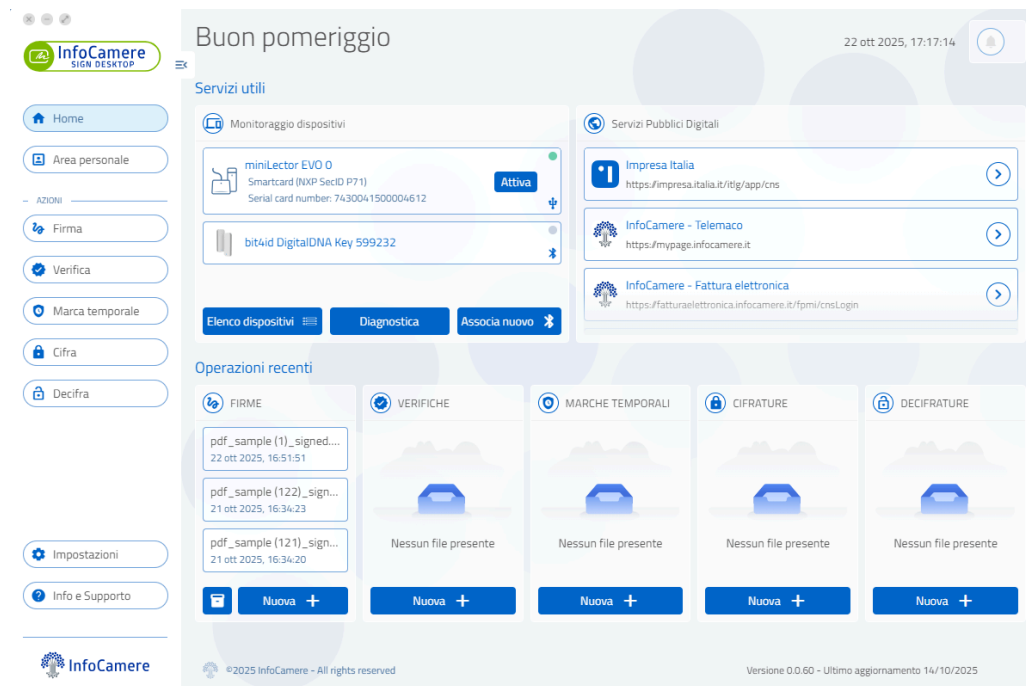 InfoCamere
SIGN DESKTOP
Buon pomeriggio
22 ott 2025, 17:17:14
Home
Area personale
AZIONI
Firma
Verifica
Marca temporale
Cifra
Decifra
Impostazioni
Info e Supporto
InfoCamere
Servizi utili
Monitoraggio dispositivi
miniLector EVO 0
Smartcard (NXP SecID P71)
Serial card number: 7430041500004612
Attiva
bit4id DigitalDNA Key 599232
Elenco dispositivi
Diagnostica
Associa nuovo
Servizi Pubblici Digitali
Impresa Italia
https://impresa.italia.it/itlg/app/cns
InfoCamere - Telemaco
https://mypage.infocamere.it
InfoCamere - Fattura elettronica
https://fatturaelettronica.infocamere.it/fpmi/cnsLogin
Operazioni recenti
FIRME
pdf_sample (1)_signed....
22 ott 2025, 16:51:51
pdf_sample (122)_sign...
21 ott 2025, 16:34:23
pdf_sample (121)_sign...
21 ott 2025, 16:34:20
Nuova
VERIFICHE
Nessun file presente
Nuova
MARCHE TEMPORALI
Nessun file presente
Nuova
CIFRATURE
Nessun file presente
Nuova
DECIFRATURE
Nessun file presente
Nuova
©2025 InfoCamere - All rights reserved
Versione 0.0.60 - Ultimo aggiornamento 14/10/2025